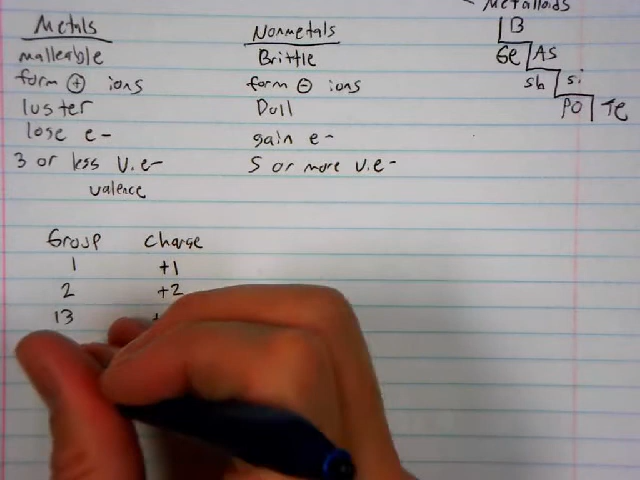 Metalloids
Metals Nonmetals
B
malleable Brittle
Ge As
form + ions form - ions
Sb Si
luster Dull
Po Te
lose e-
gain e-
3 or less v.e- 5 or more v.e-
valence
Group Charge
1 +1
2 +2
13